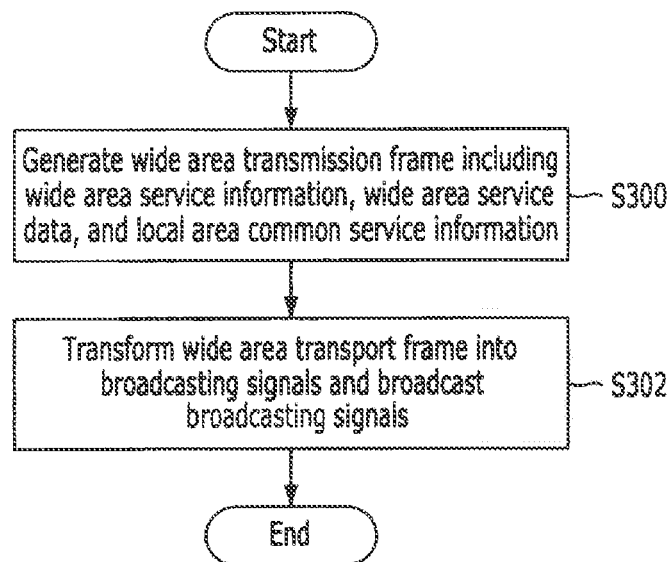 Start
Generate wide area transmission frame including
wide area service information, wide area service
data, and local area common service information
S300
Transform wide area transport frame into
broadcasting signals and broadcast
broadcasting signals
S302
End